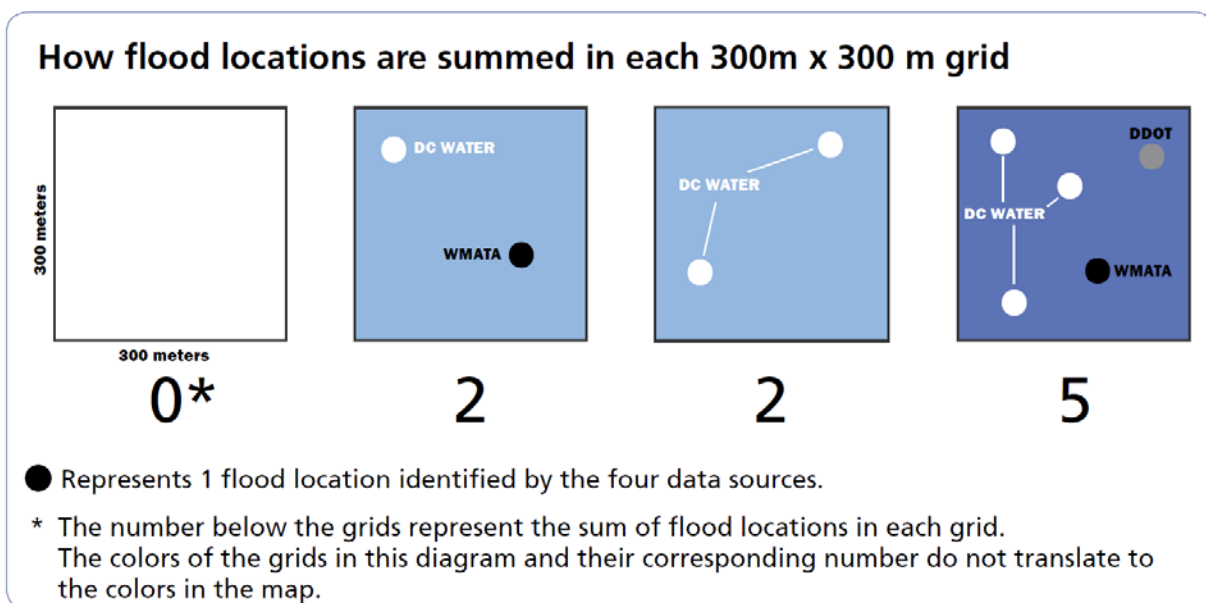 How flood locations are summed in each 300m x 300 m grid
300 meters
300 meters
0*
DC WATER
WMATA
2
DC WATER
2
DDOT
DC WATER
WMATA
5
Represents 1 flood location identified by the four data sources.
* The number below the grids represent the sum of flood locations in each grid.
The colors of the grids in this diagram and their corresponding number do not translate to
the colors in the map.